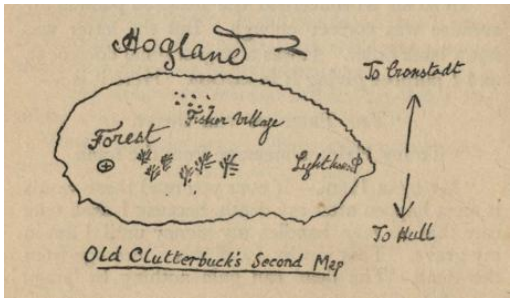 Hogland
To Cronstadt
Fisher Village
Forest
Lighthouse
To Hull
Old Clutterbuck's Second Map